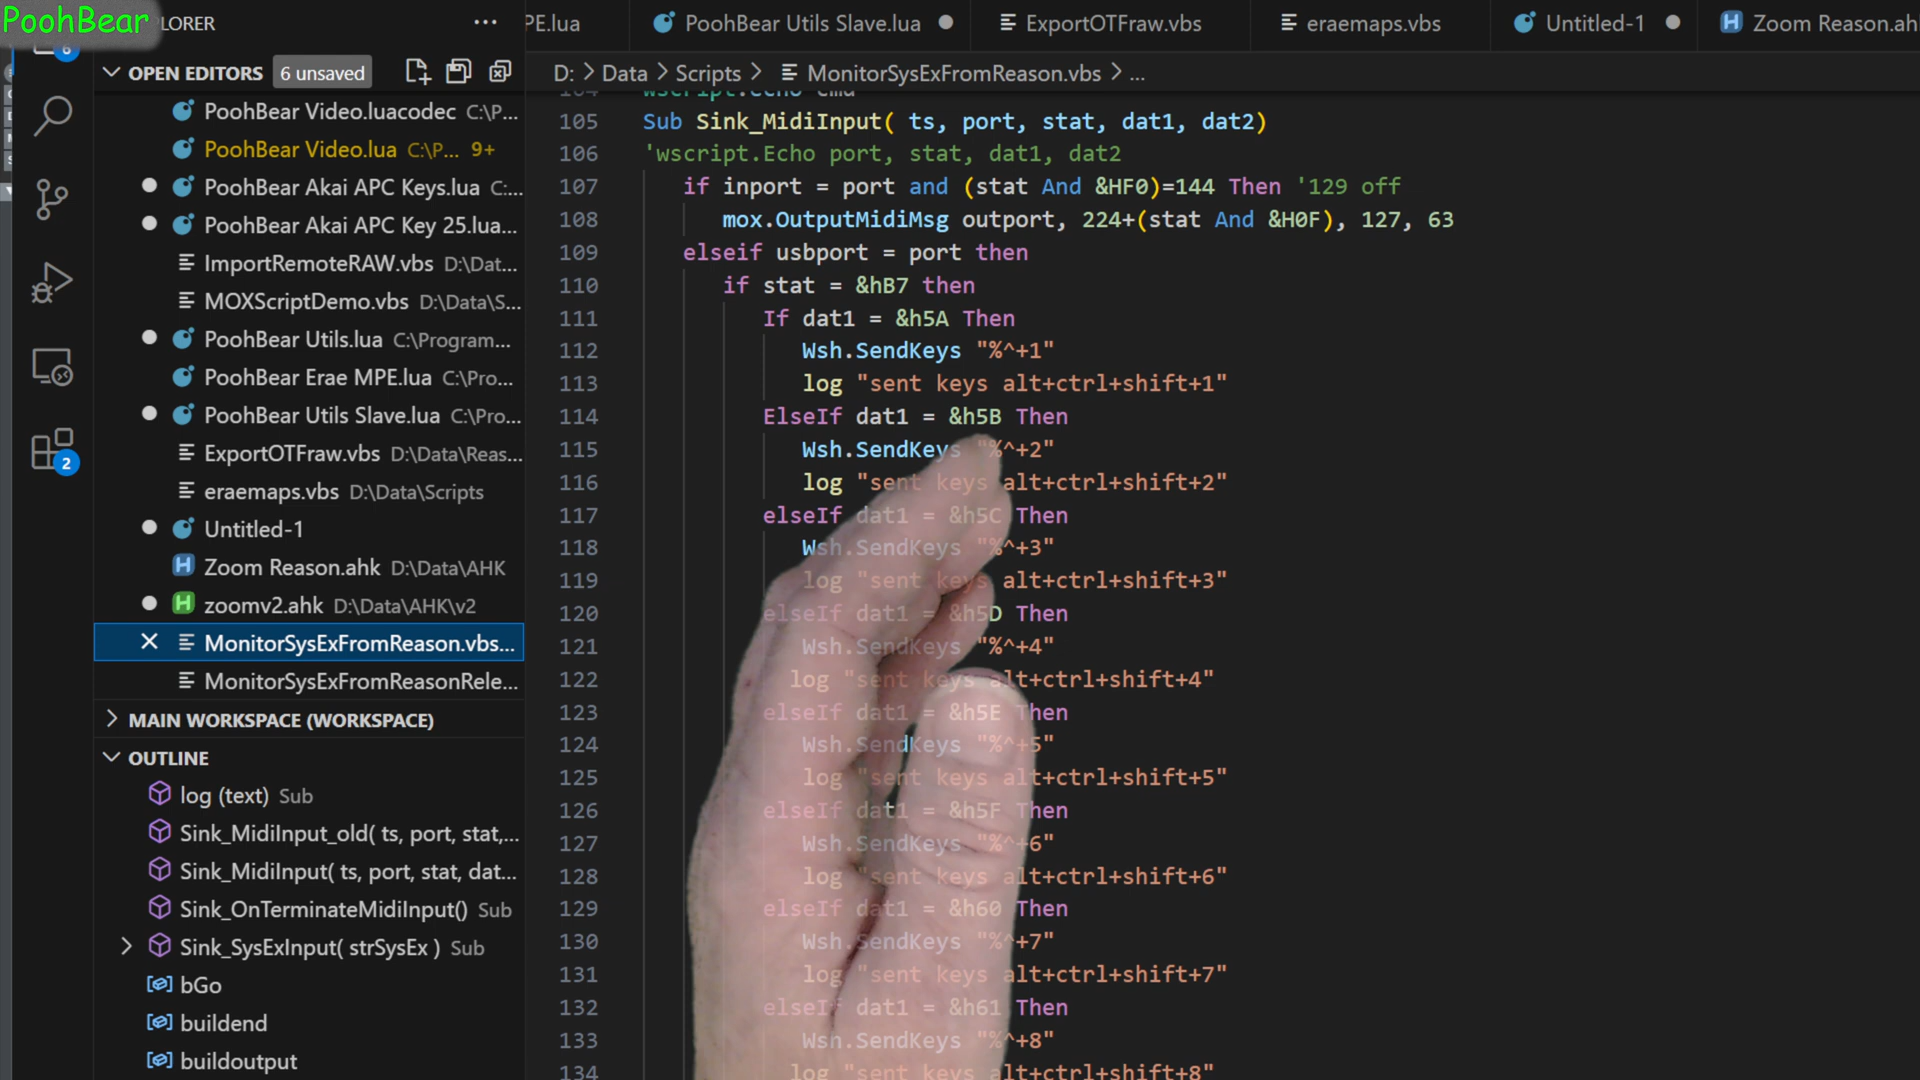 PoohBear
PLORER
OPEN EDITORS 6 unsaved
PoohBear Video.luacodec C:\P...
PoohBear Video.lua C:\P... 9+
PoohBear Akai APC Keys.lua C:...
PoohBear Akai APC Key 25.lua...
ImportRemoteRAW.vbs D:\Dat...
MOXScriptDemo.vbs D:\Data\S...
PoohBear Utils.lua C:\Program...
PoohBear Erae MPE.lua C:\Pro...
PoohBear Utils Slave.lua C:\Pro...
ExportOTFraw.vbs D:\Data\Reas...
eraemaps.vbs D:\Data\Scripts
Untitled-1
Zoom Reason.ahk D:\Data\AHK
zoomv2.ahk D:\Data\AHK\v2
MonitorSysExFromReason.vbs...
MonitorSysExFromReasonRele...
MAIN WORKSPACE (WORKSPACE)
OUTLINE
log (text) Sub
Sink_MidiInput_old( ts, port, stat,...
Sink_MidiInput( ts, port, stat, dat...
Sink_OnTerminateMidiInput() Sub
Sink_SysExInput( strSysEx ) Sub
bGo
buildend
buildoutput
6
2
PE.lua
PoohBear Utils Slave.lua
ExportOTFraw.vbs
eraemaps.vbs
Untitled-1
Zoom Reason.ah
D: > Data > Scripts > MonitorSysExFromReason.vbs > ...
104 wscript.echo cmd
105 Sub Sink_MidiInput( ts, port, stat, dat1, dat2)
106 'wscript.Echo port, stat, dat1, dat2
107 if inport = port and (stat And &HF0)=144 Then '129 off
108 mox.OutputMidiMsg outport, 224+(stat And &H0F), 127, 63
109 elseif usbport = port then
110 if stat = &hB7 then
111 If dat1 = &h5A Then
112 Wsh.SendKeys "%^+1"
113 log "sent keys alt+ctrl+shift+1"
114 ElseIf dat1 = &h5B Then
115 Wsh.SendKeys "%^+2"
116 log "sent keys alt+ctrl+shift+2"
117 elseIf dat1 = &h5C Then
118 Wsh.SendKeys "%^+3"
119 log "sent keys alt+ctrl+shift+3"
120 elseIf dat1 = &h5D Then
121 Wsh.SendKeys "%^+4"
122 log "sent keys alt+ctrl+shift+4"
123 elseIf dat1 = &h5E Then
124 Wsh.SendKeys "%^+5"
125 log "sent keys alt+ctrl+shift+5"
126 elseIf dat1 = &h5F Then
127 Wsh.SendKeys "%^+6"
128 log "sent keys alt+ctrl+shift+6"
129 elseIf dat1 = &h60 Then
130 Wsh.SendKeys "%^+7"
131 log "sent keys alt+ctrl+shift+7"
132 elseIf dat1 = &h61 Then
133 Wsh.SendKeys "%^+8"
134 log "sent keys alt+ctrl+shift+8"